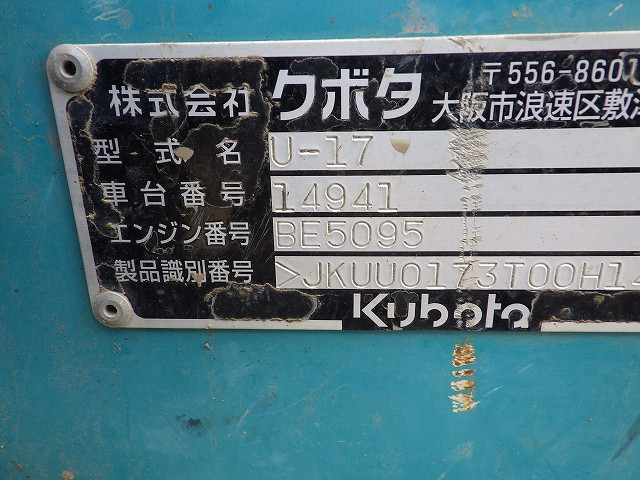 株式会社 クボタ 〒556-8601
大阪市浪速区敷津
型式名 U-17
車台番号 14941
エンジン番号 BE5095
製品識別番号 >JKUU0173T00H14
Kubota